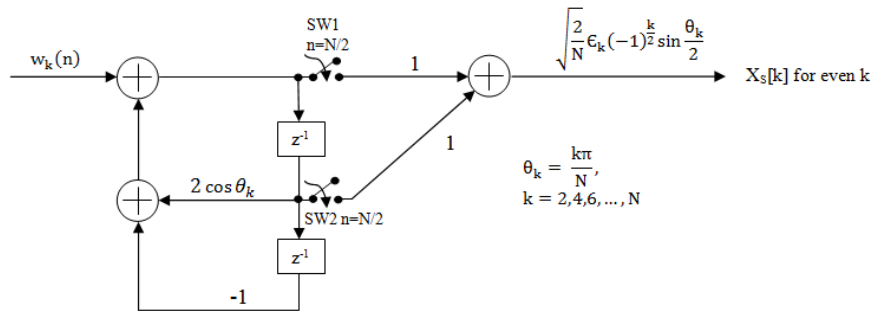 SW1
n=N/2
w_k(n)
1
√(2/N) ϵ_k(-1)^(k/2) sin θ_k/2
X_S[k] for even k
z⁻¹
1
2 cos θ_k
SW2 n=N/2
θ_k = kπ/N,
k = 2,4,6, ..., N
z⁻¹
-1